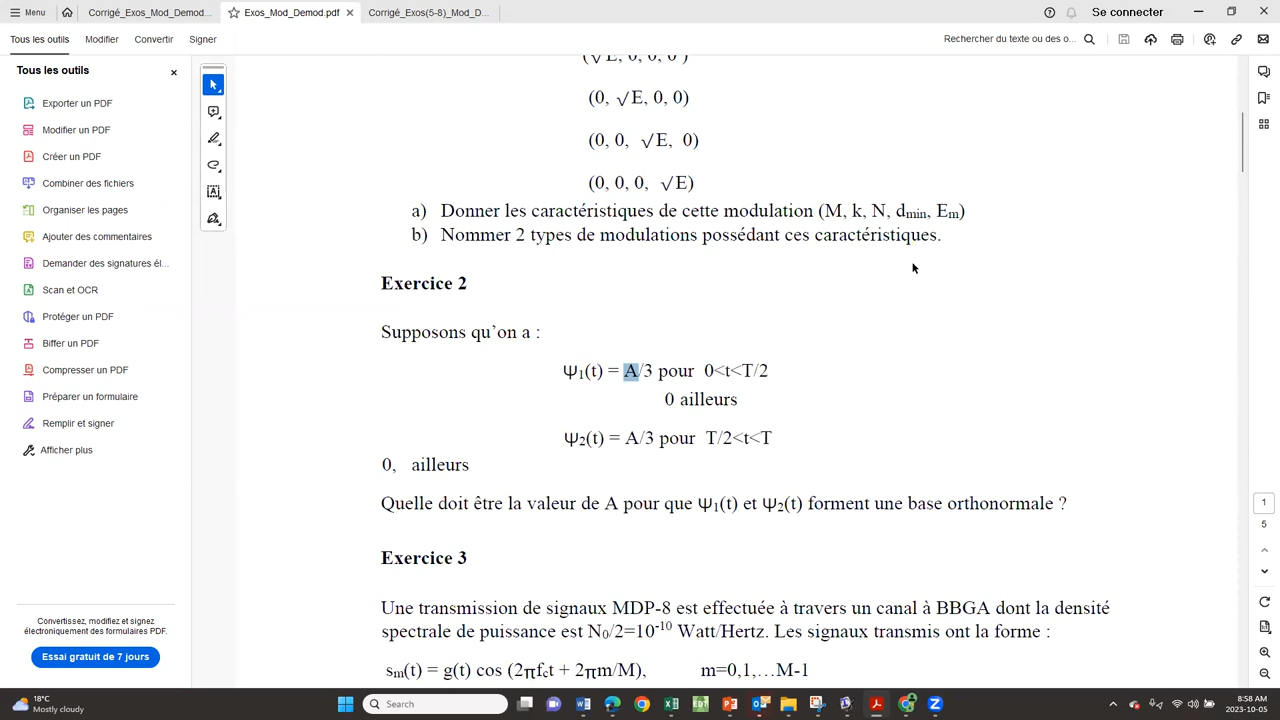 Menu
Corrigé_Exos_Mod_Demod...
Exos_Mod_Demod.pdf
Corrigé_Exos(5-8)_Mod_D...
Se connecter
Tous les outils
Modifier
Convertir
Signer
Rechercher du texte ou des o...
Tous les outils
Exporter un PDF
Modifier un PDF
Créer un PDF
Combiner des fichiers
Organiser les pages
Ajouter des commentaires
Demander des signatures él...
Scan et OCR
Protéger un PDF
Biffer un PDF
Compresser un PDF
Préparer un formulaire
Remplir et signer
Afficher plus
Convertissez, modifiez et signez
électroniquement des formulaires PDF.
Essai gratuit de 7 jours
(√E, 0, 0, 0 )
(0, √E, 0, 0)
(0, 0, √E, 0)
(0, 0, 0, √E)
a) Donner les caractéristiques de cette modulation (M, k, N, dmin, Em)
b) Nommer 2 types de modulations possédant ces caractéristiques.
Exercice 2
Supposons qu'on a :
Ψ1(t) = A/3 pour 0<t<T/2
0 ailleurs
Ψ2(t) = A/3 pour T/2<t<T
0, ailleurs
Quelle doit être la valeur de A pour que Ψ1(t) et Ψ2(t) forment une base orthonormale ?
Exercice 3
Une transmission de signaux MDP-8 est effectuée à travers un canal à BBGA dont la densité
spectrale de puissance est N0/2=10-10 Watt/Hertz. Les signaux transmis ont la forme :
sm(t) = g(t) cos (2πfct + 2πm/M), m=0,1,…M-1
1
5
18°C
Mostly cloudy
Search
EDT
8:58 AM
2023-10-05